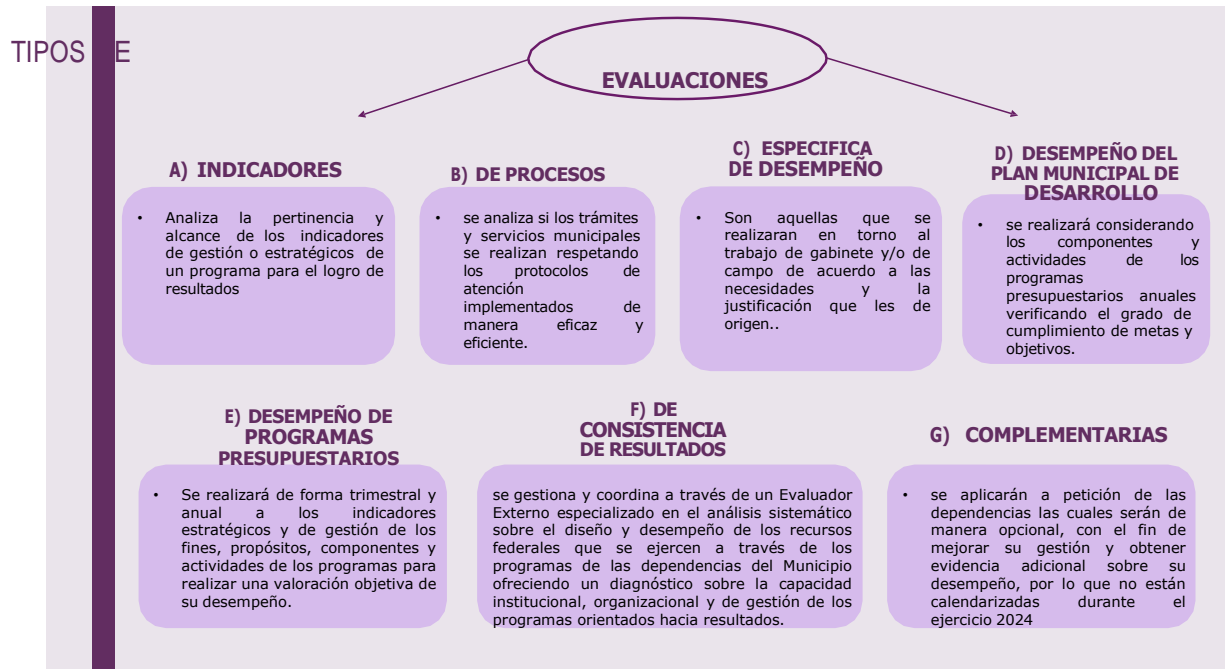 TIPOS E
EVALUACIONES
A) INDICADORES
• Analiza la pertinencia y
alcance de los indicadores
de gestión o estratégicos de
un programa para el logro de
resultados
B) DE PROCESOS
• se analiza si los trámites
y servicios municipales
se realizan respetando
los protocolos de
atención
implementados de
manera eficaz y
eficiente.
C) ESPECIFICA
DE DESEMPEÑO
• Son aquellas que se
realizaran en torno al
trabajo de gabinete y/o de
campo de acuerdo a las
necesidades y la
justificación que les de
origen..
D) DESEMPEÑO DEL
PLAN MUNICIPAL DE
DESARROLLO
• se realizará considerando
los componentes y
actividades de los
programas
presupuestarios anuales
verificando el grado de
cumplimiento de metas y
objetivos.
E) DESEMPEÑO DE
PROGRAMAS
PRESUPUESTARIOS
• Se realizará de forma trimestral y
anual a los indicadores
estratégicos y de gestión de los
fines, propósitos, componentes y
actividades de los programas para
realizar una valoración objetiva de
su desempeño.
F) DE
CONSISTENCIA
DE RESULTADOS
se gestiona y coordina a través de un Evaluador
Externo especializado en el análisis sistemático
sobre el diseño y desempeño de los recursos
federales que se ejercen a través de los
programas de las dependencias del Municipio
ofreciendo un diagnóstico sobre la capacidad
institucional, organizacional y de gestión de los
programas orientados hacia resultados.
G) COMPLEMENTARIAS
• se aplicarán a petición de las
dependencias las cuales serán de
manera opcional, con el fin de
mejorar su gestión y obtener
evidencia adicional sobre su
desempeño, por lo que no están
calendarizadas durante el
ejercicio 2024